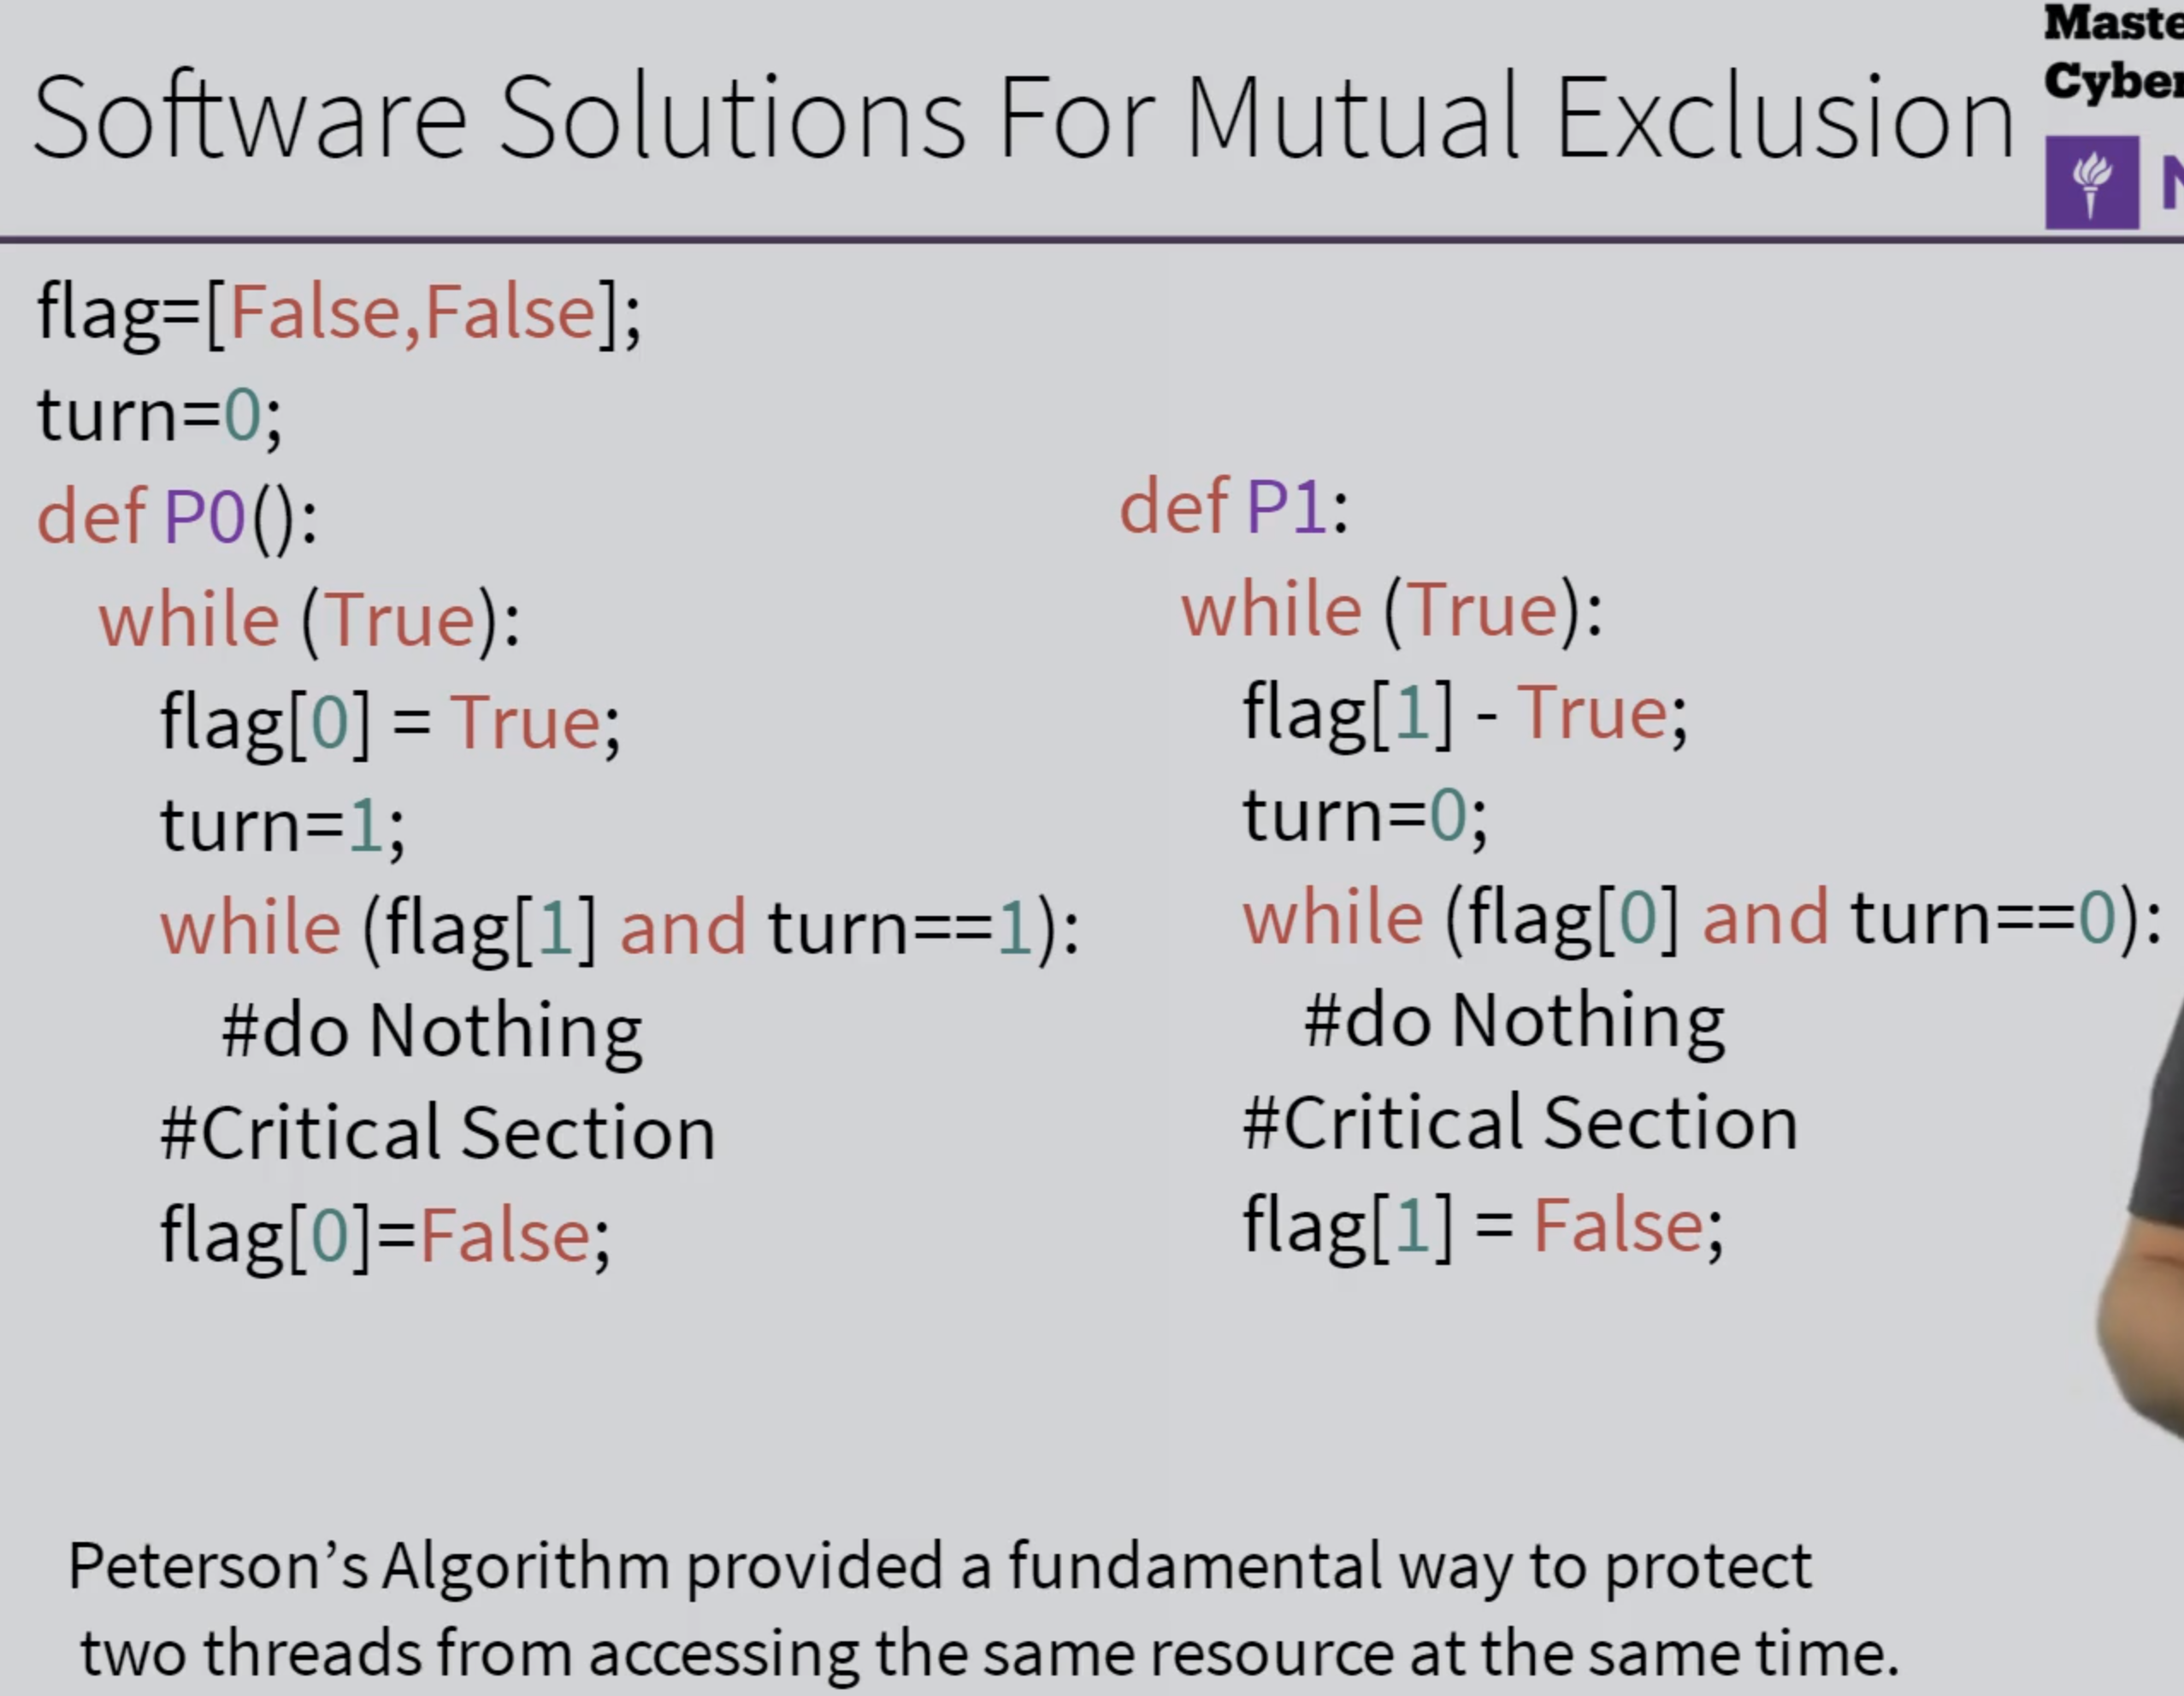 Software Solutions For Mutual Exclusion
flag=[False,False];
turn=0;
def P0():
while (True):
flag[0] = True;
turn=1;
while (flag[1] and turn==1):
#do Nothing
#Critical Section
flag[0]=False;
def P1:
while (True):
flag[1] - True;
turn=0;
while (flag[0] and turn==0):
#do Nothing
#Critical Section
flag[1] = False;
Peterson’s Algorithm provided a fundamental way to protect
two threads from accessing the same resource at the same time.